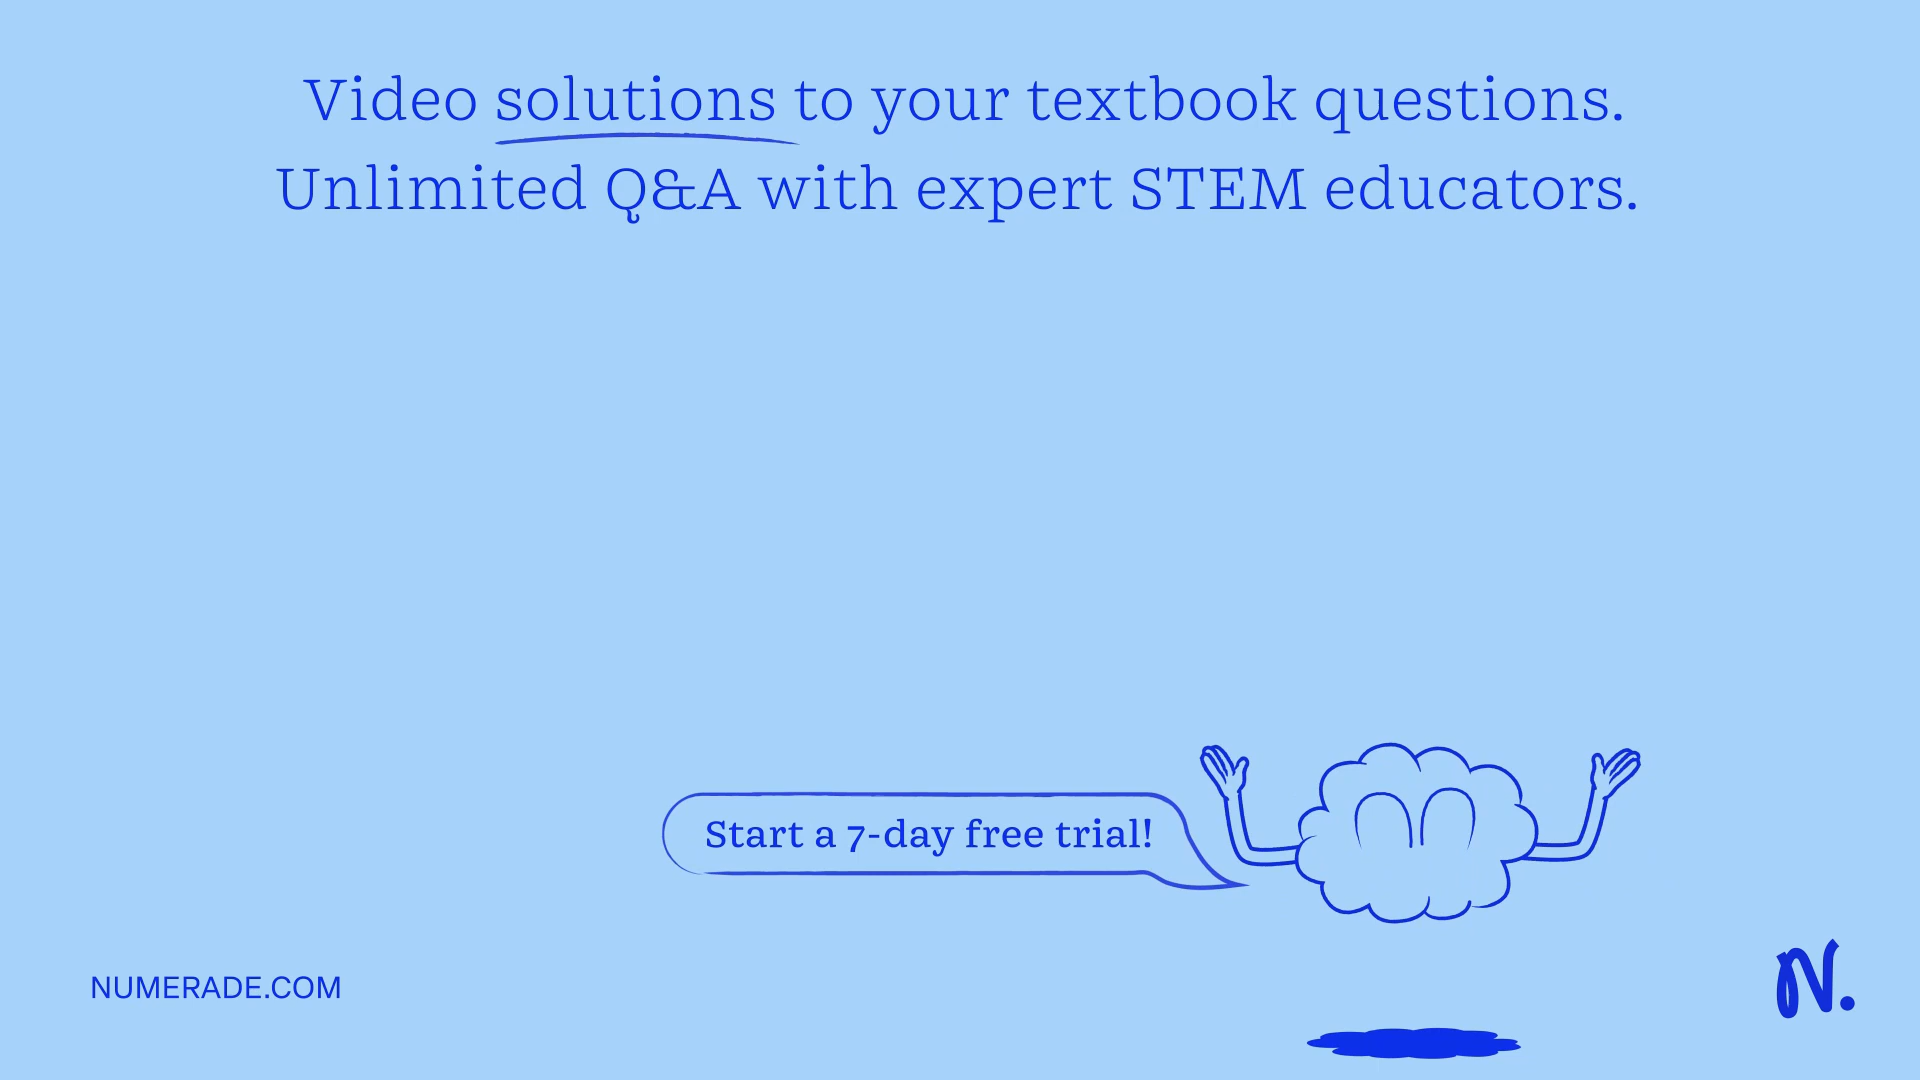 Video solutions to your textbook questions.
Unlimited Q&A with expert STEM educators.
Start a 7-day free trial!
NUMERADE.COM
N.